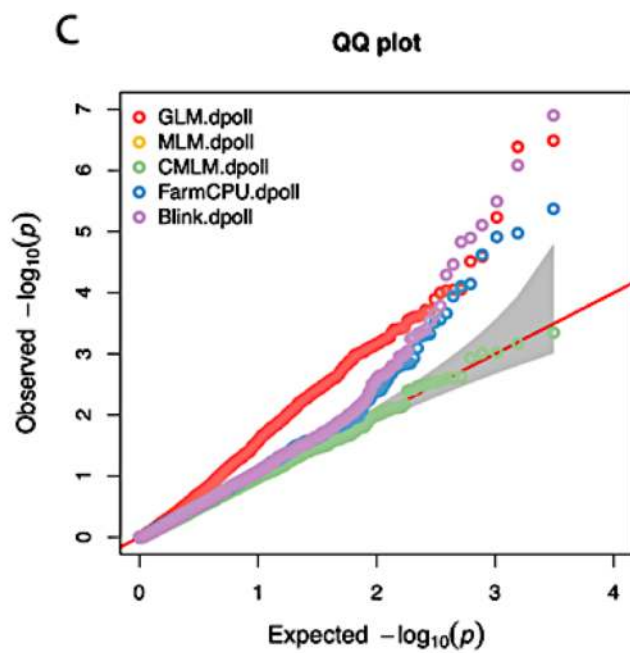 C
QQ plot
GLM.dpoll
MLM.dpoll
CMLM.dpoll
FarmCPU.dpoll
Blink.dpoll
Observed −log10(p)
7
6
5
4
3
2
1
0
0 1 2 3 4
Expected −log10(p)